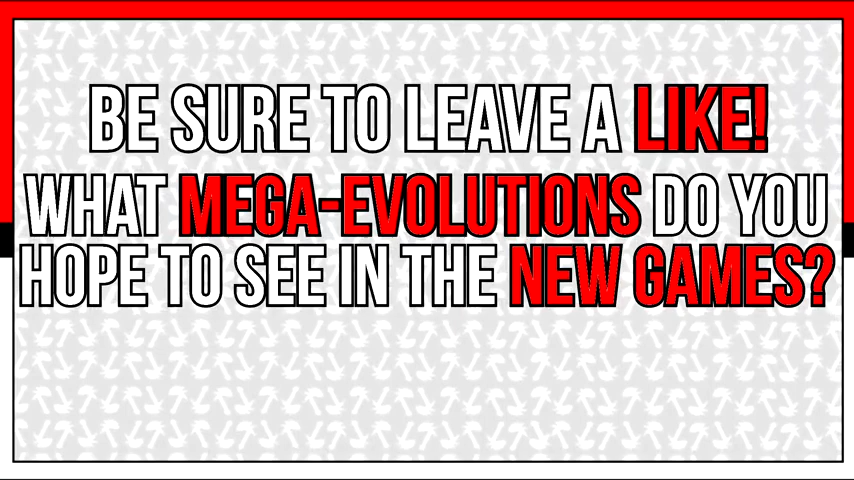 BE SURE TO LEAVE A LIKE!
WHAT MEGA-EVOLUTIONS DO YOU
HOPE TO SEE IN THE NEW GAMES?